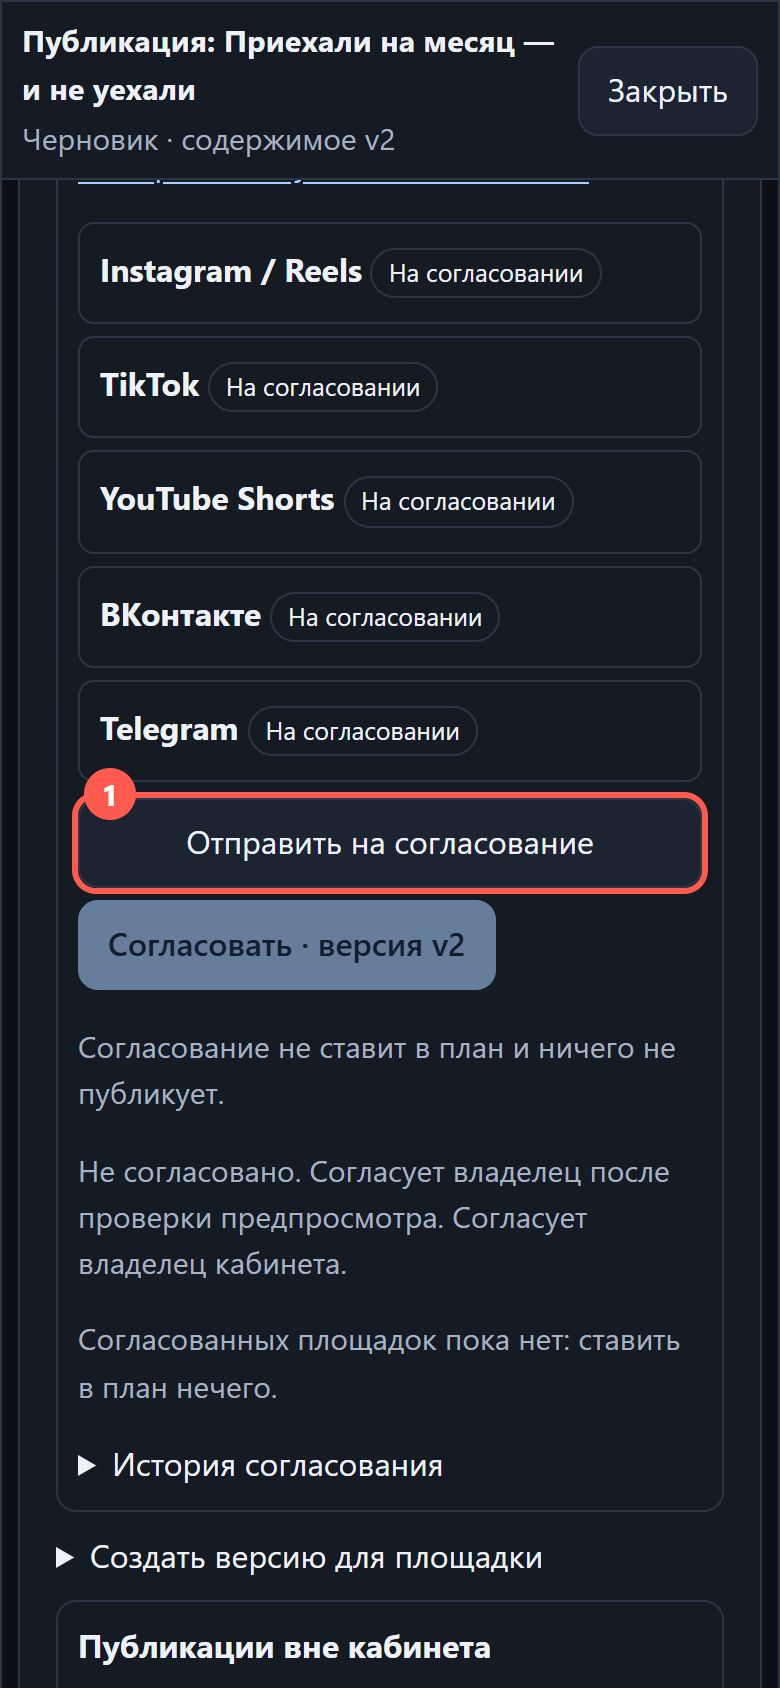 Публикация: Приехали на месяц —
и не уехали
Закрыть
Черновик · содержимое v2
Instagram / Reels На согласовании
TikTok На согласовании
YouTube Shorts На согласовании
ВКонтакте На согласовании
Telegram На согласовании
1
Отправить на согласование
Согласовать · версия v2
Согласование не ставит в план и ничего не
публикует.
Не согласовано. Согласует владелец после
проверки предпросмотра. Согласует
владелец кабинета.
Согласованных площадок пока нет: ставить
в план нечего.
История согласования
Создать версию для площадки
Публикации вне кабинета